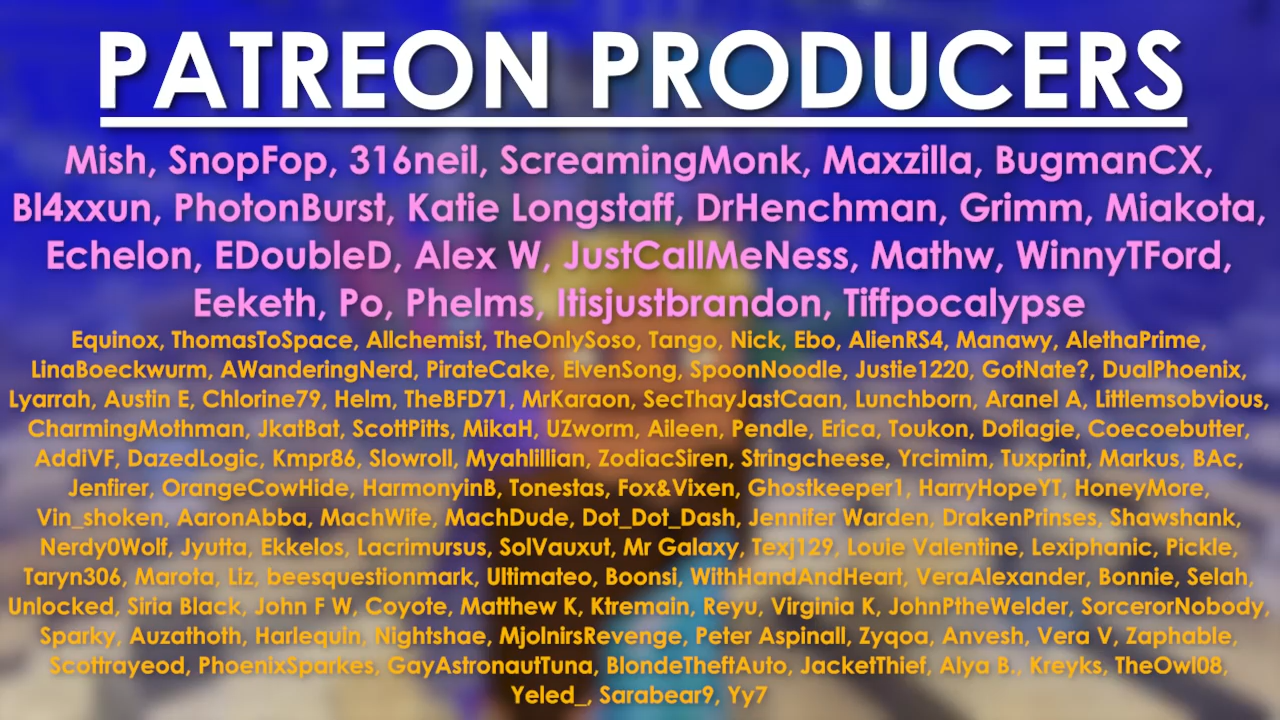 PATREON PRODUCERS
Mish, SnopFop, 316neil, ScreamingMonk, Maxzilla, BugmanCX,
Bl4xxun, PhotonBurst, Katie Longstaff, DrHenchman, Grimm, Miakota,
Echelon, EDoubleD, Alex W, JustCallMeNess, Mathw, WinnyTFord,
Eeketh, Po, Phelms, Itisjustbrandon, Tiffpocalypse
Equinox, ThomasToSpace, Allchemist, TheOnlySoso, Tango, Nick, Ebo, AlienRS4, Manawy, AlethaPrime,
LinaBoeckwurm, AWanderingNerd, PirateCake, ElvenSong, SpoonNoodle, Justie1220, GotNate?, DualPhoenix,
Lyarrah, Austin E, Chlorine79, Helm, TheBFD71, MrKaraon, SecThayJastCaan, Lunchborn, Aranel A, Littlemsobvious,
CharmingMothman, JkatBat, ScottPitts, MikaH, UZworm, Aileen, Pendle, Erica, Toukon, Doflagie, Coecoebutter,
AddiVF, DazedLogic, Kmpr86, Slowroll, Myahlillian, ZodiacSiren, Stringcheese, Yrcimim, Tuxprint, Markus, BAc,
Jenfirer, OrangeCowHide, HarmonyinB, Tonestas, Fox&Vixen, Ghostkeeper1, HarryHopeYT, HoneyMore,
Vin_shoken, AaronAbba, MachWife, MachDude, Dot_Dot_Dash, Jennifer Warden, DrakenPrinses, Shawshank,
Nerdy0Wolf, Jyutta, Ekkelos, Lacrimursus, SolVauxut, Mr Galaxy, Texj129, Louie Valentine, Lexiphanic, Pickle,
Taryn306, Marota, Liz, beesquestionmark, Ultimateo, Boonsi, WithHandAndHeart, VeraAlexander, Bonnie, Selah,
Unlocked, Siria Black, John F W, Coyote, Matthew K, Ktremain, Reyu, Virginia K, JohnPtheWelder, SorcerorNobody,
Sparky, Auzathoth, Harlequin, Nightshae, MjolnirsRevenge, Peter Aspinall, Zyqoa, Anvesh, Vera V, Zaphable,
Scottrayeod, PhoenixSparkes, GayAstronautTuna, BlondeTheftAuto, JacketThief, Alya B., Kreyks, TheOwl08,
Yeled_, Sarabear9, Yy7